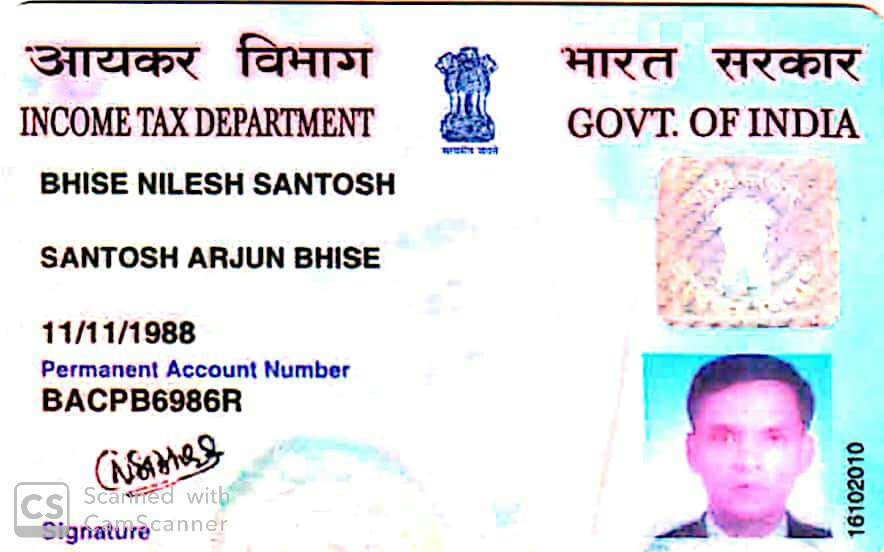 आयकर विभाग
INCOME TAX DEPARTMENT
सत्यमेव जयते
भारत सरकार
GOVT. OF INDIA
BHISE NILESH SANTOSH
SANTOSH ARJUN BHISE
11/11/1988
Permanent Account Number
BACPB6986R
Signature
16102010
CS Scanned with
CamScanner